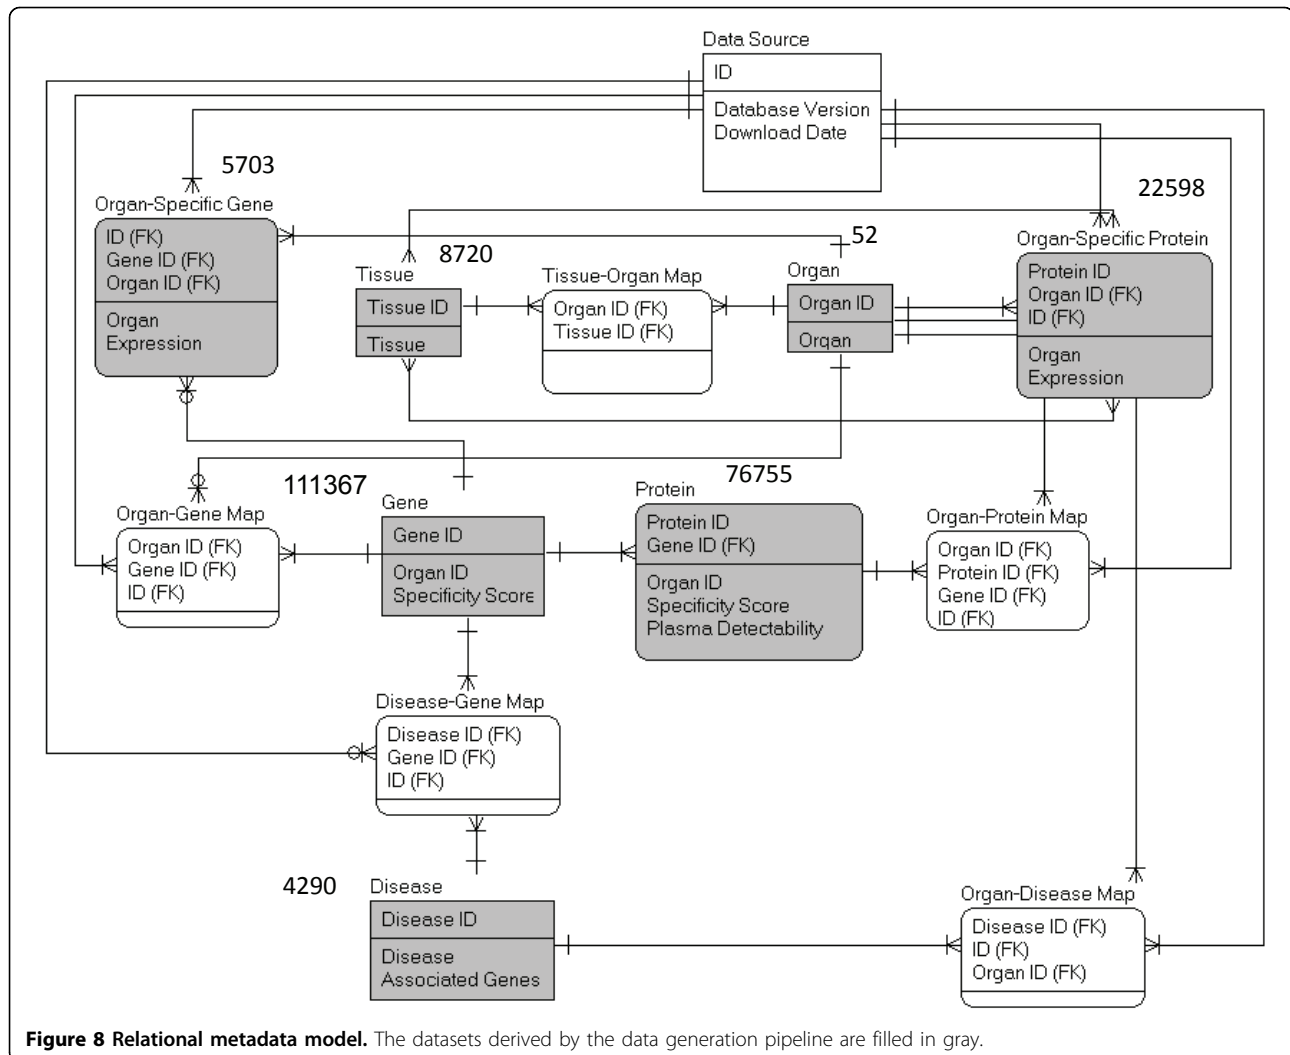 Data Source
ID
Database Version
Download Date
5703
Organ-Specific Gene
ID (FK)
Gene ID (FK)
Organ ID (FK)
Organ
Expression
8720
Tissue
Tissue ID
Tissue
Tissue-Organ Map
Organ ID (FK)
Tissue ID (FK)
52
Organ
Organ ID
Organ
22598
Organ-Specific Protein
Protein ID
Organ ID (FK)
ID (FK)
Organ
Expression
Organ-Gene Map
Organ ID (FK)
Gene ID (FK)
ID (FK)
111367
Gene
Gene ID
Organ ID
Specificity Score
76755
Protein
Protein ID
Gene ID (FK)
Organ ID
Specificity Score
Plasma Detectability
Organ-Protein Map
Organ ID (FK)
Protein ID (FK)
Gene ID (FK)
ID (FK)
Disease-Gene Map
Disease ID (FK)
Gene ID (FK)
ID (FK)
4290
Disease
Disease ID
Disease
Associated Genes
Organ-Disease Map
Disease ID (FK)
ID (FK)
Organ ID (FK)
Figure 8 Relational metadata model. The datasets derived by the data generation pipeline are filled in gray.